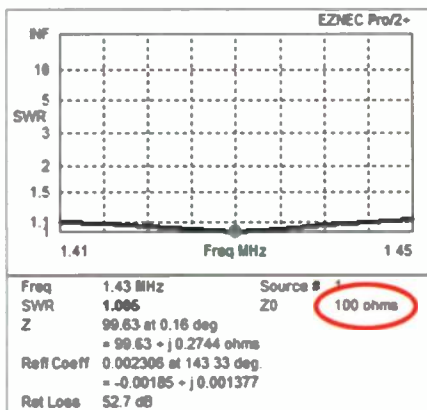 EZNEC Pro/2+
INF
10
5
SWR
3
2
1.5
1.1
1
1.41 Freq MHz 1.45
Freq 1.43 MHz Source # 1
SWR 1.005 Z0 100 ohms
Z 99.63 at 0.16 deg.
= 99.63 + j 0.2744 ohms
Refl Coeff 0.002306 at 143.33 deg.
= -0.00185 + j 0.001377
Ret Loss 52.7 dB